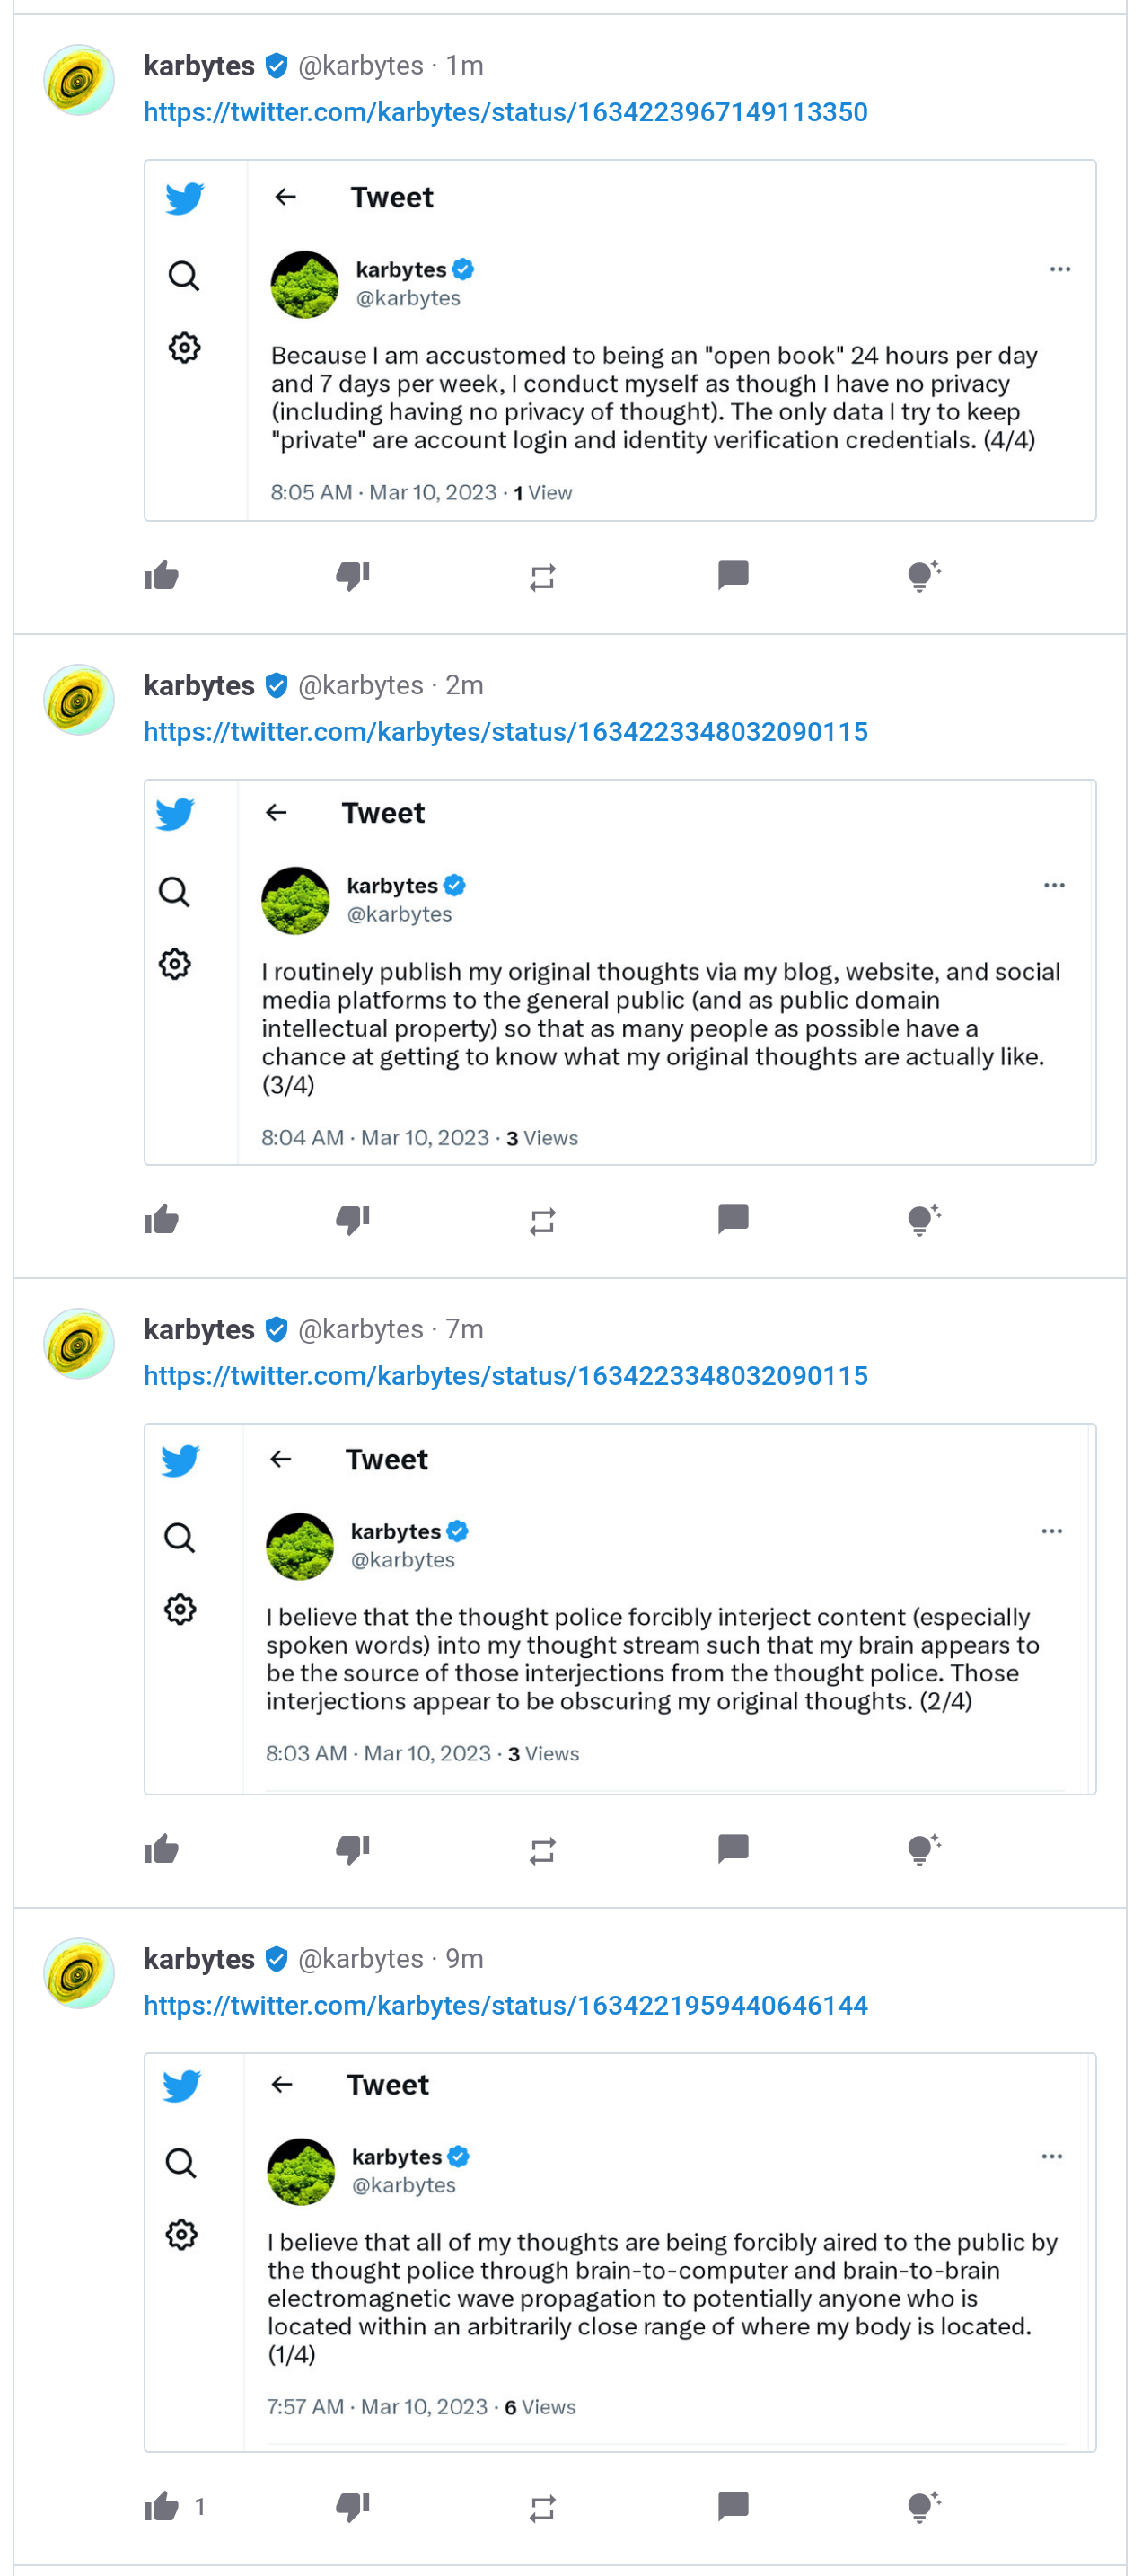 karbytes @karbytes · 1m
https://twitter.com/karbytes/status/1634223967149113350
Tweet
karbytes
@karbytes
Because I am accustomed to being an "open book" 24 hours per day
and 7 days per week, I conduct myself as though I have no privacy
(including having no privacy of thought). The only data I try to keep
"private" are account login and identity verification credentials. (4/4)
8:05 AM · Mar 10, 2023 · 1 View
karbytes @karbytes · 2m
https://twitter.com/karbytes/status/1634223348032090115
Tweet
karbytes
@karbytes
I routinely publish my original thoughts via my blog, website, and social
media platforms to the general public (and as public domain
intellectual property) so that as many people as possible have a
chance at getting to know what my original thoughts are actually like.
(3/4)
8:04 AM · Mar 10, 2023 · 3 Views
karbytes @karbytes · 7m
https://twitter.com/karbytes/status/1634223348032090115
Tweet
karbytes
@karbytes
I believe that the thought police forcibly interject content (especially
spoken words) into my thought stream such that my brain appears to
be the source of those interjections from the thought police. Those
interjections appear to be obscuring my original thoughts. (2/4)
8:03 AM · Mar 10, 2023 · 3 Views
karbytes @karbytes · 9m
https://twitter.com/karbytes/status/1634221959440646144
Tweet
karbytes
@karbytes
I believe that all of my thoughts are being forcibly aired to the public by
the thought police through brain-to-computer and brain-to-brain
electromagnetic wave propagation to potentially anyone who is
located within an arbitrarily close range of where my body is located.
(1/4)
7:57 AM · Mar 10, 2023 · 6 Views
1